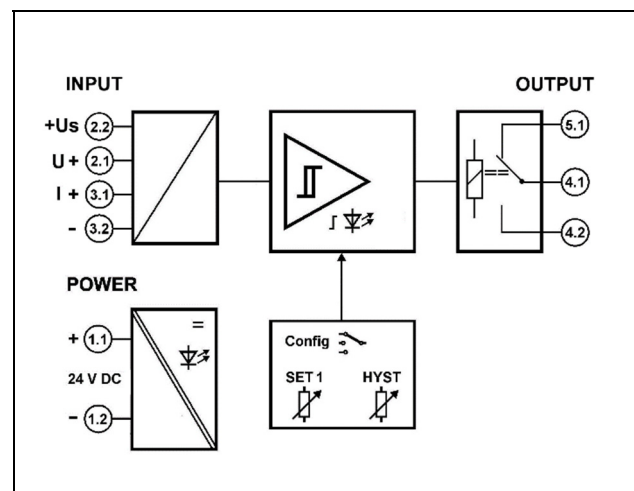 INPUT
OUTPUT
+Us 2.2
U + 2.1
I + 3.1
- 3.2
5.1
4.1
4.2
POWER
+ 1.1
24 V DC
- 1.2
=
Config
SET 1
HYST